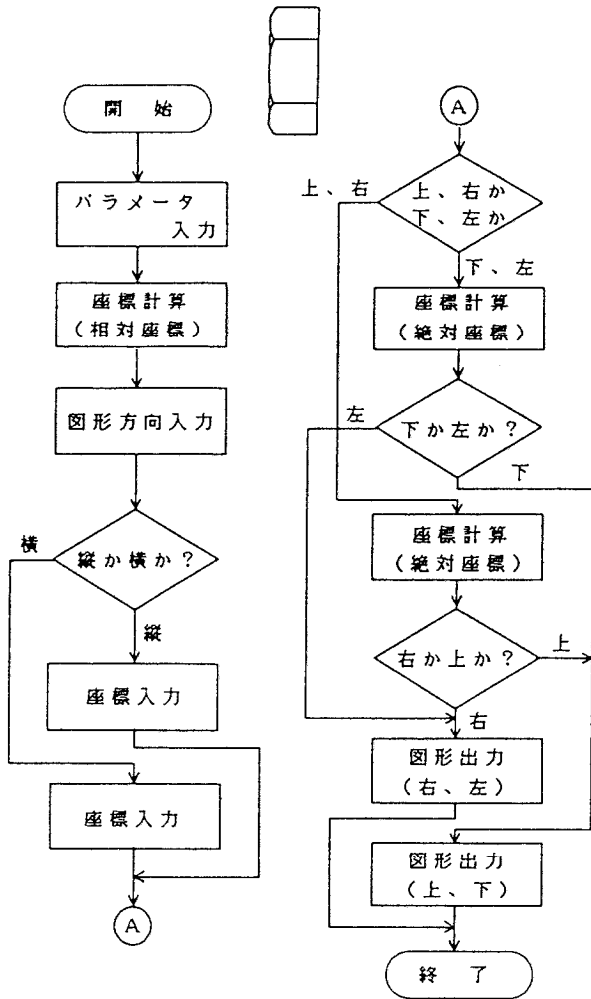 開 始
パラメータ
入力
座標計算
(相対座標)
図形方向入力
縦か横か?
横
縦
座標入力
座標入力
A
A
上、右か
下、左か
上、右
下、左
座標計算
(絶対座標)
下か左か?
左
下
座標計算
(絶対座標)
右か上か?
上
右
図形出力
(右、左)
図形出力
(上、下)
終 了